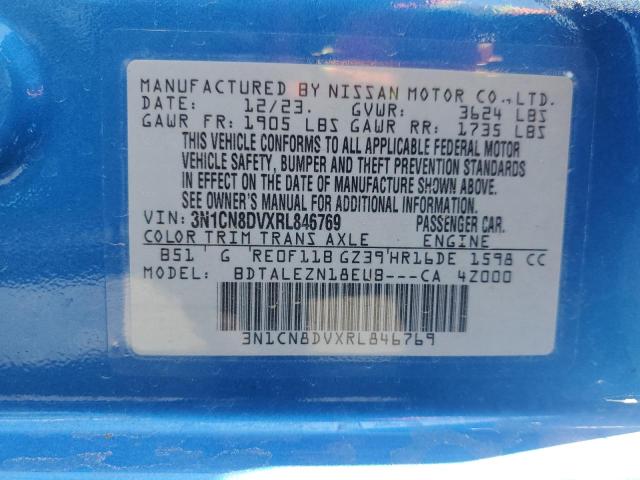 MANUFACTURED BY NISSAN MOTOR CO.,LTD.
DATE: 12/23. GVWR: 3624 LBS
GAWR FR: 1905 LBS GAWR RR: 1735 LBS
THIS VEHICLE CONFORMS TO ALL APPLICABLE FEDERAL MOTOR
VEHICLE SAFETY, BUMPER AND THEFT PREVENTION STANDARDS
IN EFFECT ON THE DATE OF MANUFACTURE SHOWN ABOVE.
SEE OWNER'S MANUAL FOR ADDITIONAL INFORMATION.
VIN: 3N1CN8DVXRL846769 PASSENGER CAR.
COLOR TRIM TRANS AXLE ENGINE
B51 G RE0F11B GZ39 HR16DE 1598 CC
MODEL: BDTALEZN18EUB---CA 4Z000
3N1CN8DVXRL846769